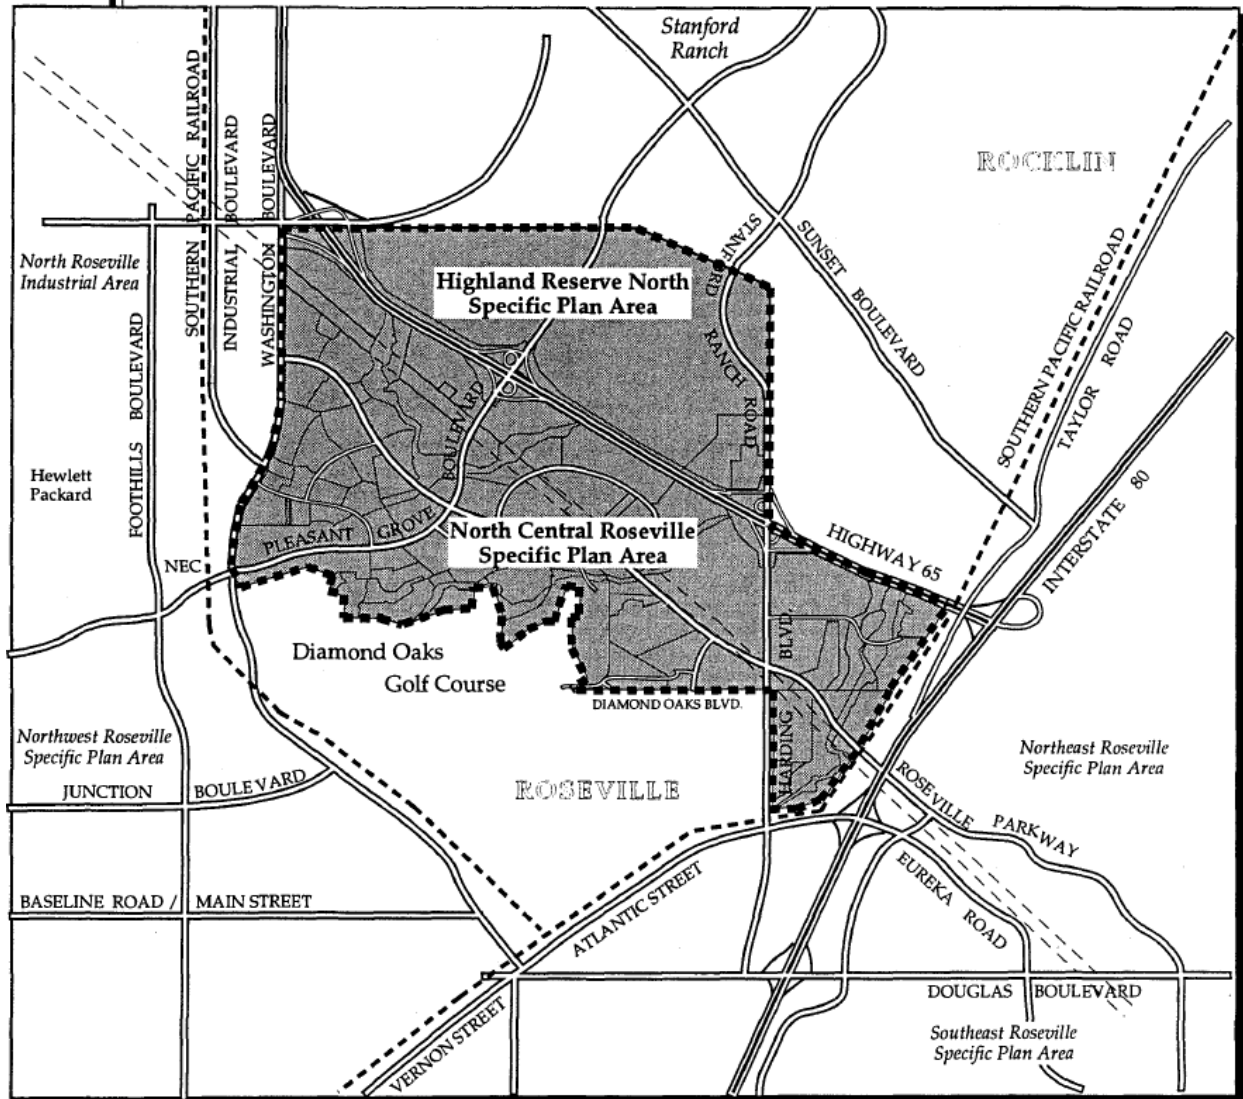 Stanford
Ranch
ROCKLIN
SOUTHERN PACIFIC RAILROAD
INDUSTRIAL BOULEVARD
WASHINGTON BOULEVARD
North Roseville
Industrial Area
FOOTHILLS BOULEVARD
Hewlett
Packard
NEC
Highland Reserve North
Specific Plan Area
STANFORD RANCH ROAD
SUNSET BOULEVARD
SOUTHERN PACIFIC RAILROAD
TAYLOR ROAD
INTERSTATE 80
HIGHWAY 65
PLEASANT GROVE BOULEVARD
North Central Roseville
Specific Plan Area
Diamond Oaks
Golf Course
DIAMOND OAKS BLVD.
HARDING BLVD.
Northwest Roseville
Specific Plan Area
JUNCTION BOULEVARD
ROSEVILLE
Northeast Roseville
Specific Plan Area
ROSEVILLE PARKWAY
EUREKA ROAD
BASELINE ROAD / MAIN STREET
ATLANTIC STREET
VERNON STREET
DOUGLAS BOULEVARD
Southeast Roseville
Specific Plan Area